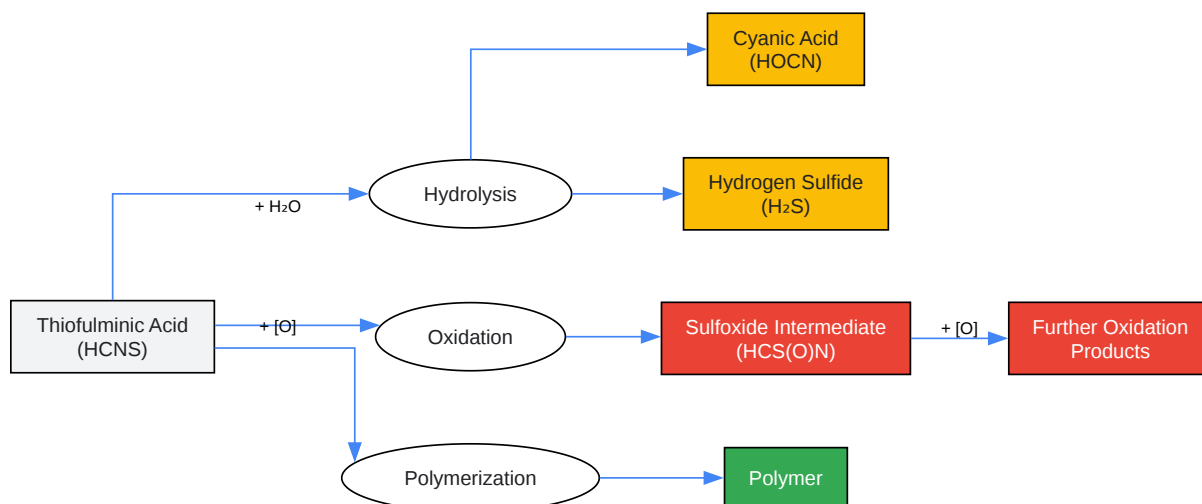 Cyanic Acid
(HOCN)
Hydrolysis
Hydrogen Sulfide
(H₂S)
+ H₂O
Thiofulminic Acid
(HCNS)
+ [O]
Oxidation
Sulfoxide Intermediate
(HCS(O)N)
+ [O]
Further Oxidation
Products
Polymerization
Polymer